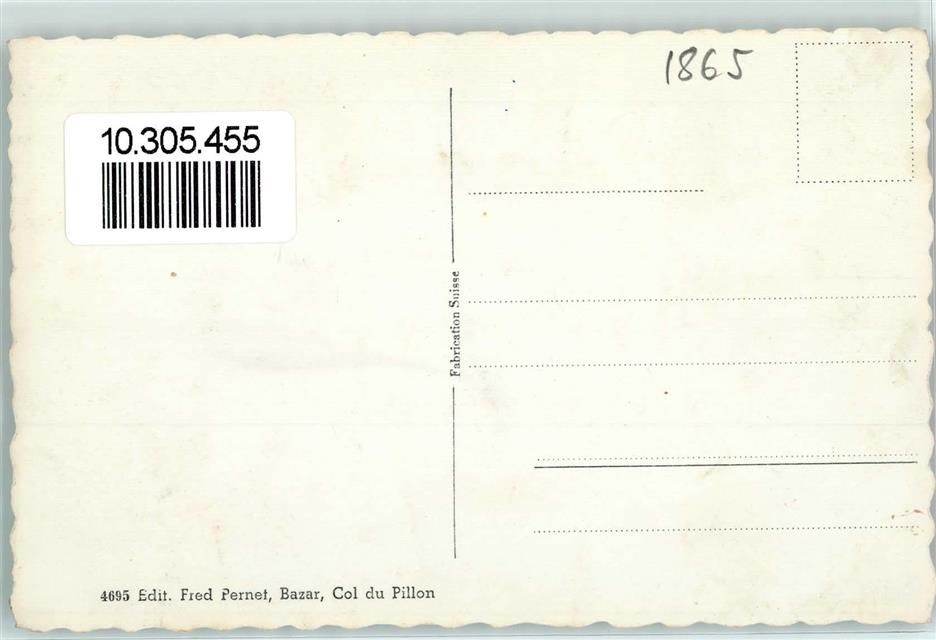 1865
10.305.455
Fabrication Suisse
4695 Edit. Fred Pernet, Bazar, Col du Pillon